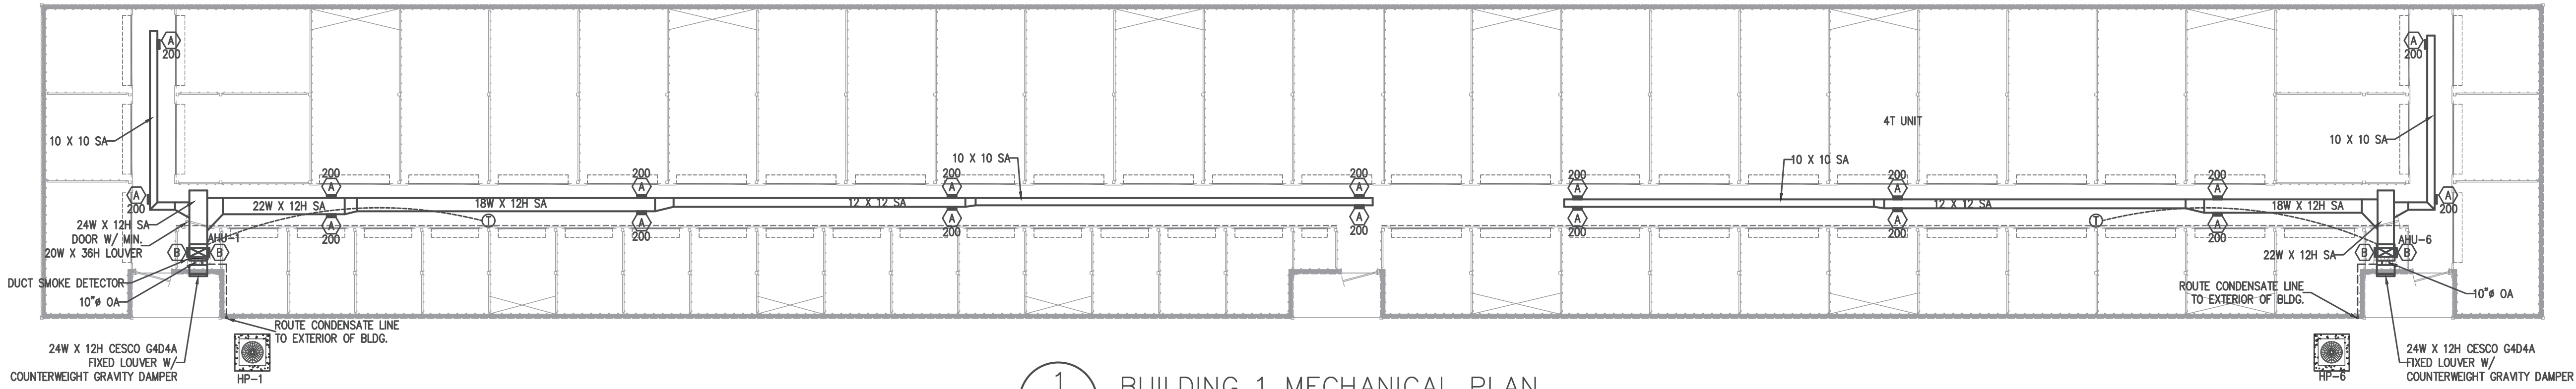 A
200
A
200
4T UNIT
10 X 10 SA
10 X 10 SA
10 X 10 SA
10 X 10 SA
200
A
200
A
200
A
200
A
200
A
200
A
200
A
A
200
A
200
22W X 12H SA
18W X 12H SA
12 X 12 SA
12 X 12 SA
18W X 12H SA
24W X 12H SA
T
T
A
200
A
200
A
200
A
200
A
200
A
200
A
200
DOOR W/ MIN.
20W X 36H LOUVER
AHU-1
B
B
AHU-6
B
B
22W X 12H SA
DUCT SMOKE DETECTOR
10"ø OA
ROUTE CONDENSATE LINE
TO EXTERIOR OF BLDG.
10"ø OA
ROUTE CONDENSATE LINE
TO EXTERIOR OF BLDG.
24W X 12H CESCO G4D4A
FIXED LOUVER W/
COUNTERWEIGHT GRAVITY DAMPER
HP-1
HP-6
24W X 12H CESCO G4D4A
FIXED LOUVER W/
COUNTERWEIGHT GRAVITY DAMPER
1
BUILDING 1 MECHANICAL PLAN